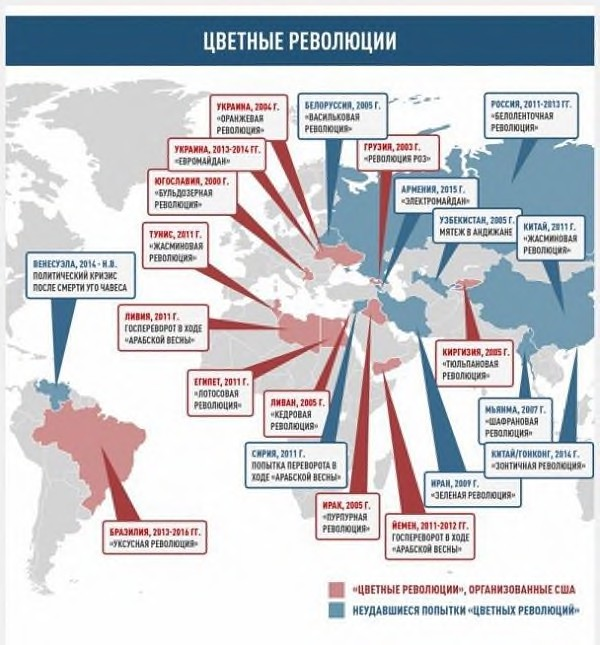 ЦВЕТНЫЕ РЕВОЛЮЦИИ
УКРАИНА, 2004 Г.
«ОРАНЖЕВАЯ
РЕВОЛЮЦИЯ»
БЕЛОРУССИЯ, 2005 Г.
«ВАСИЛЬКОВАЯ
РЕВОЛЮЦИЯ»
РОССИЯ, 2011-2013 ГГ.
«БЕЛОЛЕНТОЧНАЯ
РЕВОЛЮЦИЯ»
УКРАИНА, 2013-2014 ГГ.
«ЕВРОМАЙДАН»
ГРУЗИЯ, 2003 Г.
«РЕВОЛЮЦИЯ РОЗ»
ЮГОСЛАВИЯ, 2000 Г.
«БУЛЬДОЗЕРНАЯ
РЕВОЛЮЦИЯ»
АРМЕНИЯ, 2015 Г.
«ЭЛЕКТРОМАЙДАН»
УЗБЕКИСТАН, 2005 Г.
МЯТЕЖ В АНДИЖАНЕ
КИТАЙ, 2011 Г.
«ЖАСМИНОВАЯ
РЕВОЛЮЦИЯ»
ТУНИС, 2011 Г.
«ЖАСМИНОВАЯ
РЕВОЛЮЦИЯ»
ВЕНЕСУЭЛА, 2014 - Н.В.
ПОЛИТИЧЕСКИЙ КРИЗИС
ПОСЛЕ СМЕРТИ УГО ЧАВЕСА
ЛИВИЯ, 2011 Г.
ГОСПЕРЕВОРОТ В ХОДЕ
«АРАБСКОЙ ВЕСНЫ»
КИРГИЗИЯ, 2005 Г.
«ТЮЛЬПАНОВАЯ
РЕВОЛЮЦИЯ»
ЕГИПЕТ, 2011 Г.
«ЛОТОСОВАЯ
РЕВОЛЮЦИЯ»
ЛИВАН, 2005 Г.
«КЕДРОВАЯ
РЕВОЛЮЦИЯ»
МЬЯНМА, 2007 Г.
«ШАФРАНОВАЯ
РЕВОЛЮЦИЯ»
СИРИЯ, 2011 Г.
ПОПЫТКА ПЕРЕВОРОТА В
ХОДЕ «АРАБСКОЙ ВЕСНЫ»
КИТАЙ/ГОНКОНГ, 2014 Г.
«ЗОНТИЧНАЯ РЕВОЛЮЦИЯ»
ИРАН, 2009 Г.
«ЗЕЛЕНАЯ РЕВОЛЮЦИЯ»
ИРАК, 2005 Г.
«ПУРПУРНАЯ
РЕВОЛЮЦИЯ»
ЙЕМЕН, 2011-2012 ГГ.
ГОСПЕРЕВОРОТ В ХОДЕ
«АРАБСКОЙ ВЕСНЫ»
БРАЗИЛИЯ, 2013-2016 ГГ.
«УКСУСНАЯ РЕВОЛЮЦИЯ»
«ЦВЕТНЫЕ РЕВОЛЮЦИИ», ОРГАНИЗОВАННЫЕ США
НЕУДАВШИЕСЯ ПОПЫТКИ «ЦВЕТНЫХ РЕВОЛЮЦИЙ»